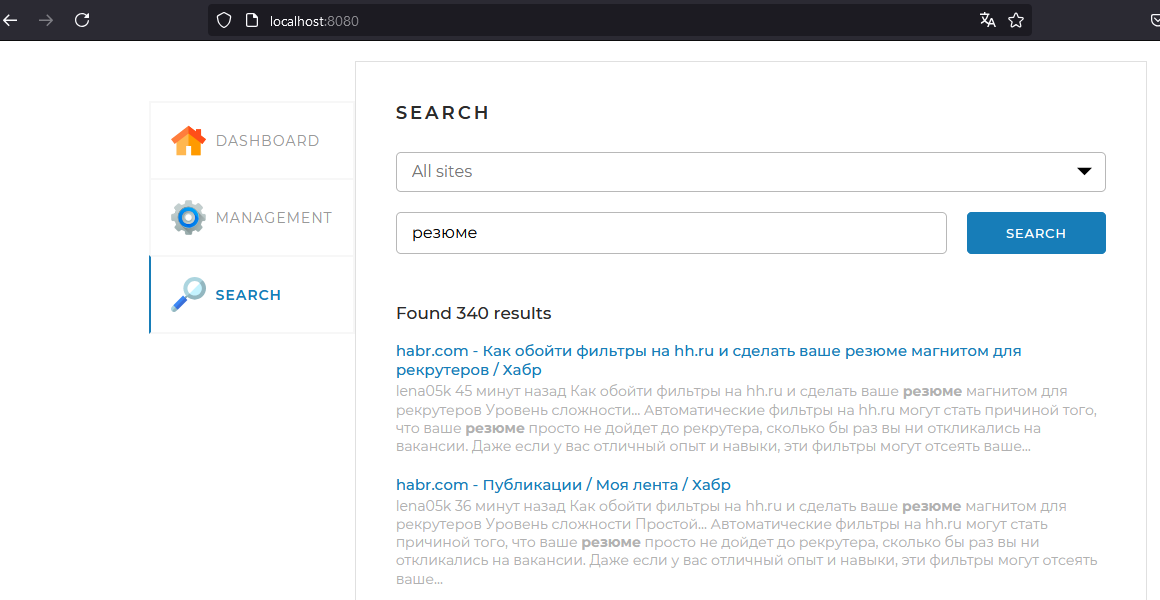 localhost:8080
DASHBOARD
MANAGEMENT
SEARCH
SEARCH
All sites
резюме
SEARCH
Found 340 results
habr.com - Как обойти фильтры на hh.ru и сделать ваше резюме магнитом для
рекрутеров / Хабр
lena05k 45 минут назад Как обойти фильтры на hh.ru и сделать ваше резюме магнитом для
рекрутеров Уровень сложности... Автоматические фильтры на hh.ru могут стать причиной того,
что ваше резюме просто не дойдет до рекрутера, сколько бы раз вы ни откликались на
вакансии. Даже если у вас отличный опыт и навыки, эти фильтры могут отсеять ваше...
habr.com - Публикации / Моя лента / Хабр
lena05k 36 минут назад Как обойти фильтры на hh.ru и сделать ваше резюме магнитом для
рекрутеров Уровень сложности Простой... Автоматические фильтры на hh.ru могут стать
причиной того, что ваше резюме просто не дойдет до рекрутера, сколько бы раз вы ни
откликались на вакансии. Даже если у вас отличный опыт и навыки, эти фильтры могут отсеять
ваше...